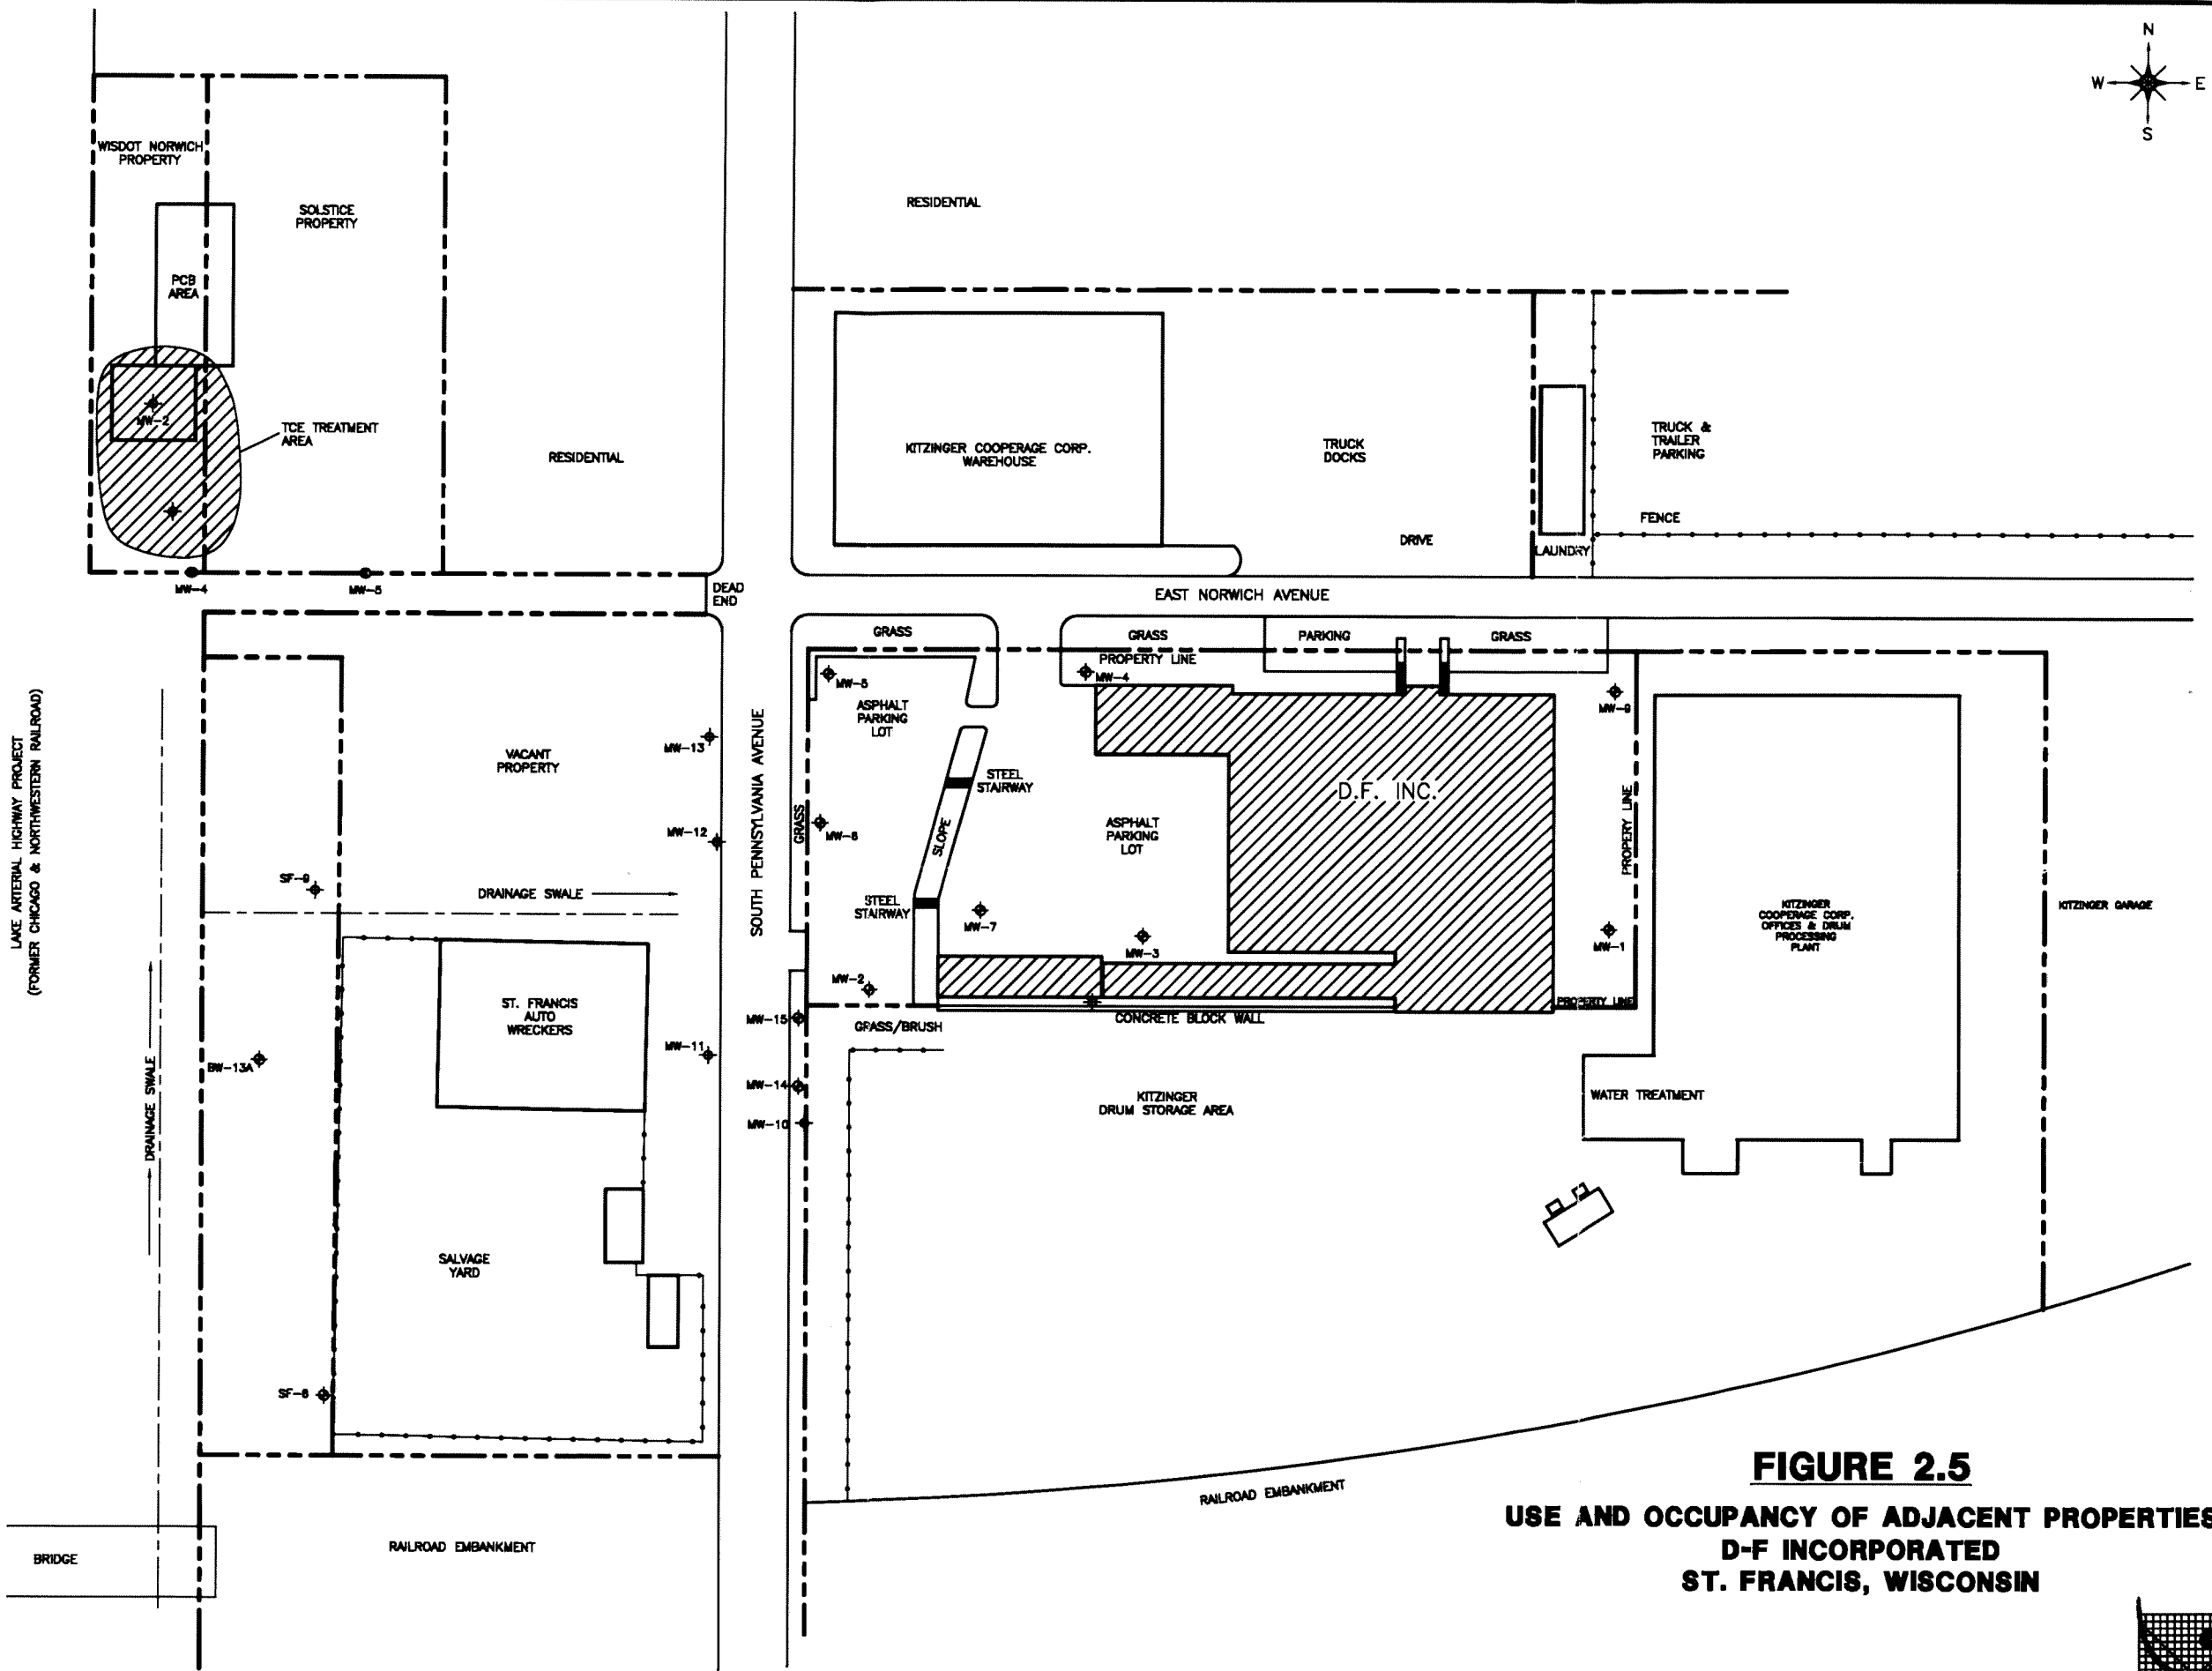 N
W E
S
WISDOT NORWICH
PROPERTY
SOLSTICE
PROPERTY
RESIDENTIAL
PCB
AREA
MW-2
TCE TREATMENT
AREA
RESIDENTIAL
KITZINGER COOPERAGE CORP.
WAREHOUSE
TRUCK
DOCKS
TRUCK &
TRAILER
PARKING
FENCE
DRIVE
LAUNDRY
MW-4
MW-5
DEAD
END
EAST NORWICH AVENUE
GRASS
GRASS
PARKING
GRASS
PROPERTY LINE
MW-5
MW-4
MW-9
ASPHALT
PARKING
LOT
LAKE ARTERIAL HIGHWAY PROJECT
(FORMER CHICAGO & NORTHWESTERN RAILROAD)
VACANT
PROPERTY
MW-13
SOUTH PENNSYLVANIA AVENUE
STEEL
STAIRWAY
D.F. INC.
PROPERY LINE
MW-12
GRASS
MW-6
SLOPE
ASPHALT
PARKING
LOT
SF-9
DRAINAGE SWALE
STEEL
STAIRWAY
MW-7
MW-3
MW-1
KITZINGER
COOPERAGE CORP.
OFFICES & DRUM
PROCESSING
PLANT
KITZINGER GARAGE
MW-2
PROPERTY LINE
ST. FRANCIS
AUTO
WRECKERS
MW-15
GRASS/BRUSH
CONCRETE BLOCK WALL
MW-11
BW-13A
DRAINAGE SWALE
MW-14
MW-10
KITZINGER
DRUM STORAGE AREA
WATER TREATMENT
SALVAGE
YARD
SF-6
RAILROAD EMBANKMENT
BRIDGE
RAILROAD EMBANKMENT
FIGURE 2.5
USE AND OCCUPANCY OF ADJACENT PROPERTIES
D-F INCORPORATED
ST. FRANCIS, WISCONSIN